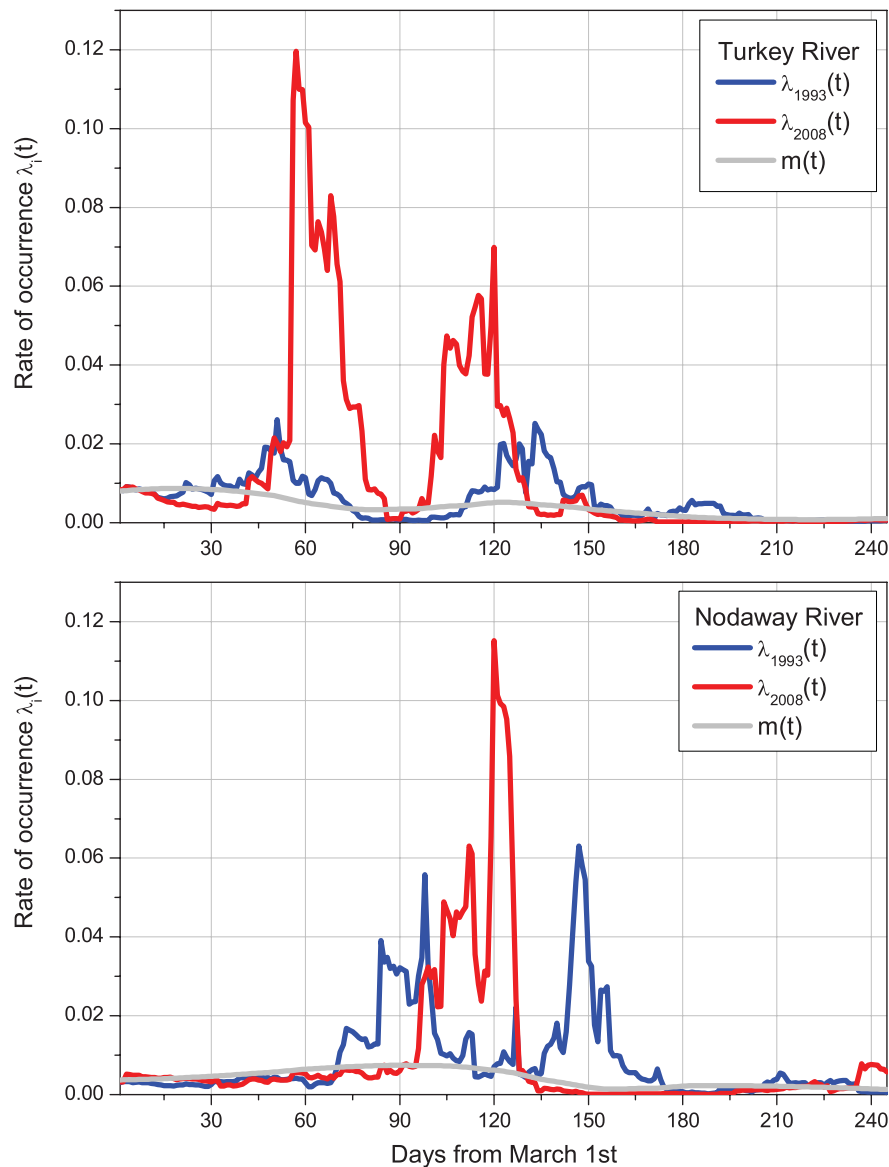 Turkey River
λ1993(t)
λ2008(t)
m(t)
Rate of occurrence λi(t)
0.12
0.10
0.08
0.06
0.04
0.02
0.00
30 60 90 120 150 180 210 240
Nodaway River
λ1993(t)
λ2008(t)
m(t)
Rate of occurrence λi(t)
0.12
0.10
0.08
0.06
0.04
0.02
0.00
30 60 90 120 150 180 210 240
Days from March 1st